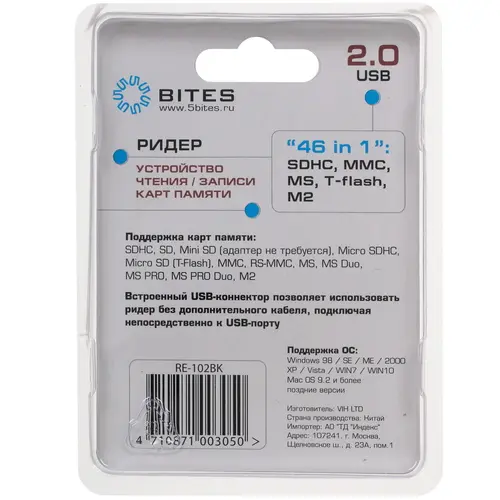 2.0
USB
BITES
www.5bites.ru
РИДЕР
УСТРОЙСТВО
ЧТЕНИЯ / ЗАПИСИ
КАРТ ПАМЯТИ
“46 in 1”:
SDHC, MMC,
MS, T-flash,
M2
Поддержка карт памяти:
SDHC, SD, Mini SD (адаптер не требуется), Micro SDHC,
Micro SD (T-Flash), MMC, RS-MMC, MS, MS Duo,
MS PRO, MS PRO Duo, M2
Встроенный USB-коннектор позволяет использовать
ридер без дополнительного кабеля, подключая
непосредственно к USB-порту
RE-102BK
4 710871 003050 >
Поддержка ОС:
Windows 98 / SE / ME / 2000
XP / Vista / WIN7 / WIN10
Mac OS 9.2 и более
поздние версии
Изготовитель: VIH LTD
Страна производства: Китай
Импортер: АО "ТД "Индекс"
Адрес: 107241, г. Москва,
Щелковское ш., д. 23А, пом.1